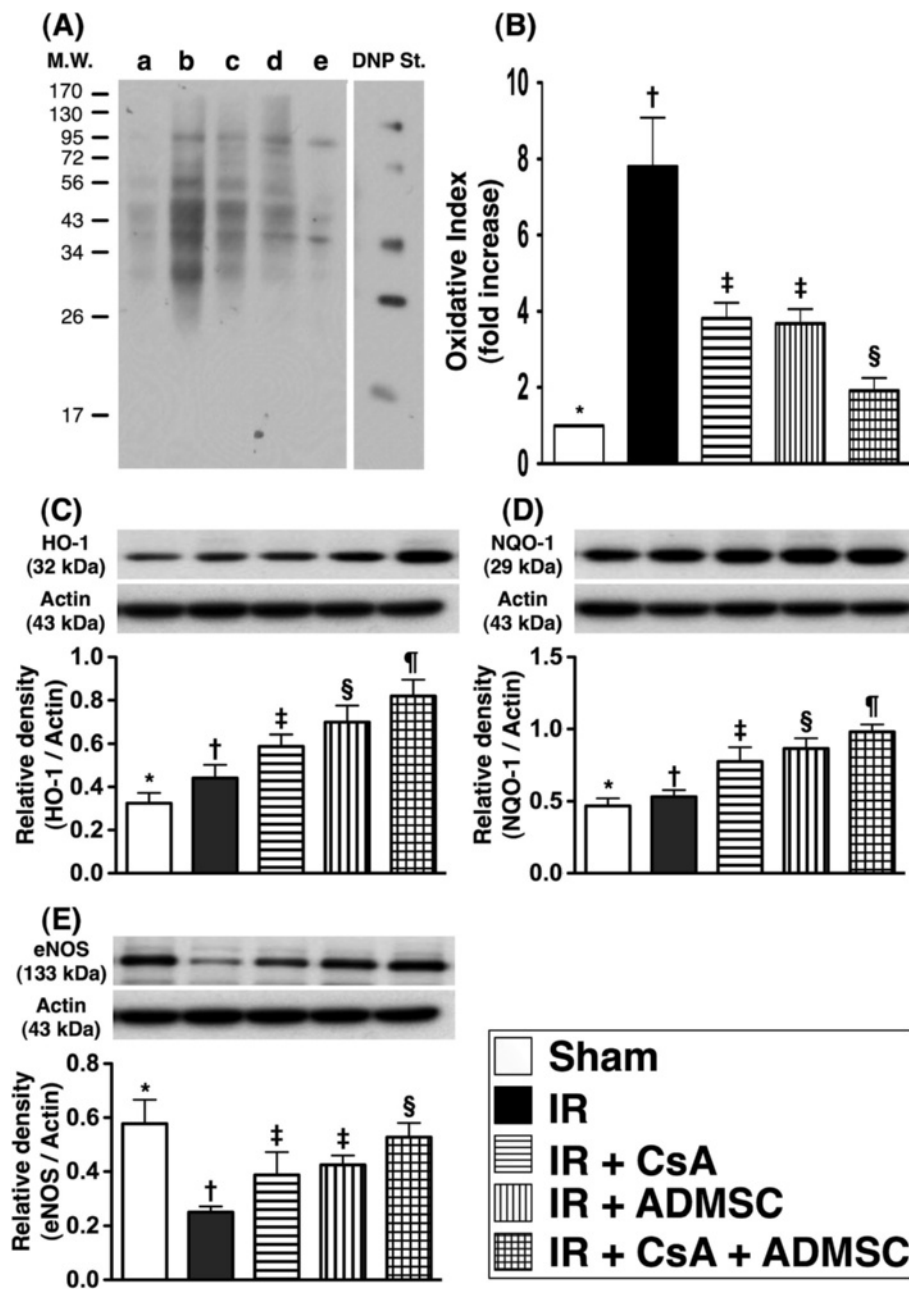 (A)
M.W. a b c d e DNP St.
170
130
95
72
56
43
34
26
17
(B)
Oxidative Index
(fold increase)
10
8
6
4
2
0
* † ‡ ‡ §
(C)
HO-1
(32 kDa)
Actin
(43 kDa)
Relative density
(HO-1 / Actin)
1.0
0.8
0.6
0.4
0.2
0.0
* † ‡ § ¶
(D)
NQO-1
(29 kDa)
Actin
(43 kDa)
Relative density
(NQO-1 / Actin)
1.5
1.0
0.5
0.0
* † ‡ § ¶
(E)
eNOS
(133 kDa)
Actin
(43 kDa)
Relative density
(eNOS / Actin)
0.8
0.6
0.4
0.2
0.0
* † ‡ ‡ §
Sham
IR
IR + CsA
IR + ADMSC
IR + CsA + ADMSC